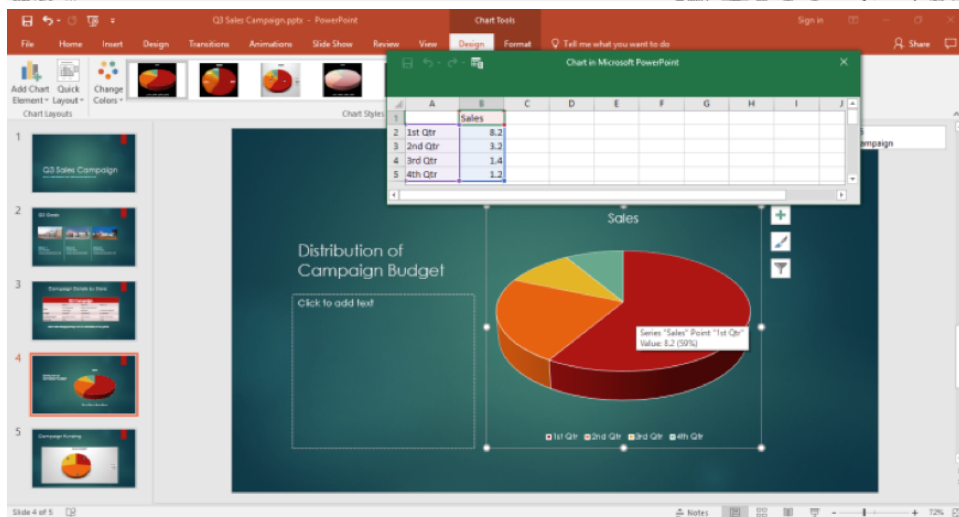 Q3 Sales Campaign.pptx - PowerPoint
Chart Tools
Sign in
File Home Insert Design Transitions Animations Slide Show Review View Design Format Tell me what you want to do
Share
Add Chart Element Quick Layout Change Colors
Chart Layouts
Chart Styles
Chart in Microsoft PowerPoint
A B C D E F G H I J
1 Sales
2 1st Qtr 8.2
3 2nd Qtr 3.2
4 3rd Qtr 1.4
5 4th Qtr 1.2
1
Q3 Sales Campaign
2
Q3 Goals
3
Campaign Details by Store
4
5
Campaign Funding
Distribution of
Campaign Budget
Click to add text
Sales
Series "Sales" Point "1st Qtr"
Value: 8.2 (59%)
1st Qtr 2nd Qtr 3rd Qtr 4th Qtr
Slide 4 of 5
Notes
72%